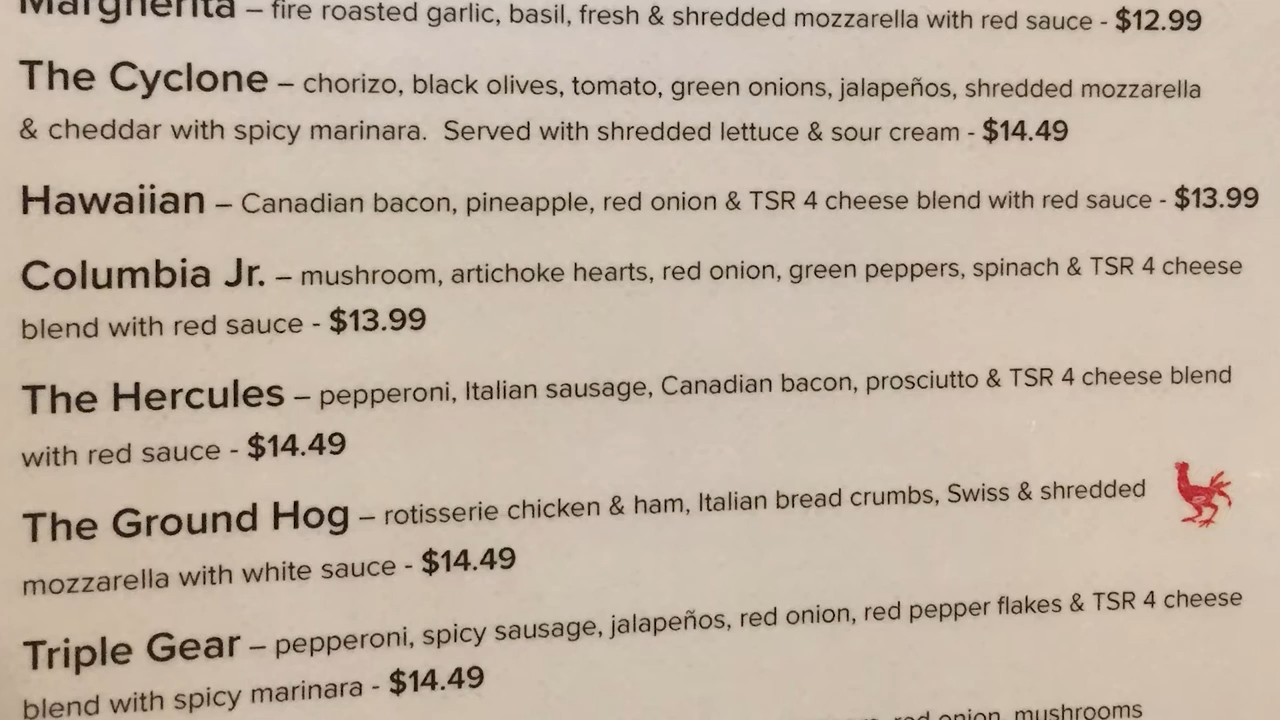 Margherita – fire roasted garlic, basil, fresh & shredded mozzarella with red sauce - $12.99
The Cyclone – chorizo, black olives, tomato, green onions, jalapeños, shredded mozzarella
& cheddar with spicy marinara. Served with shredded lettuce & sour cream - $14.49
Hawaiian – Canadian bacon, pineapple, red onion & TSR 4 cheese blend with red sauce - $13.99
Columbia Jr. – mushroom, artichoke hearts, red onion, green peppers, spinach & TSR 4 cheese
blend with red sauce - $13.99
The Hercules – pepperoni, Italian sausage, Canadian bacon, prosciutto & TSR 4 cheese blend
with red sauce - $14.49
The Ground Hog – rotisserie chicken & ham, Italian bread crumbs, Swiss & shredded
mozzarella with white sauce - $14.49
Triple Gear – pepperoni, spicy sausage, jalapeños, red onion, red pepper flakes & TSR 4 cheese
blend with spicy marinara - $14.49
red onion, mushrooms